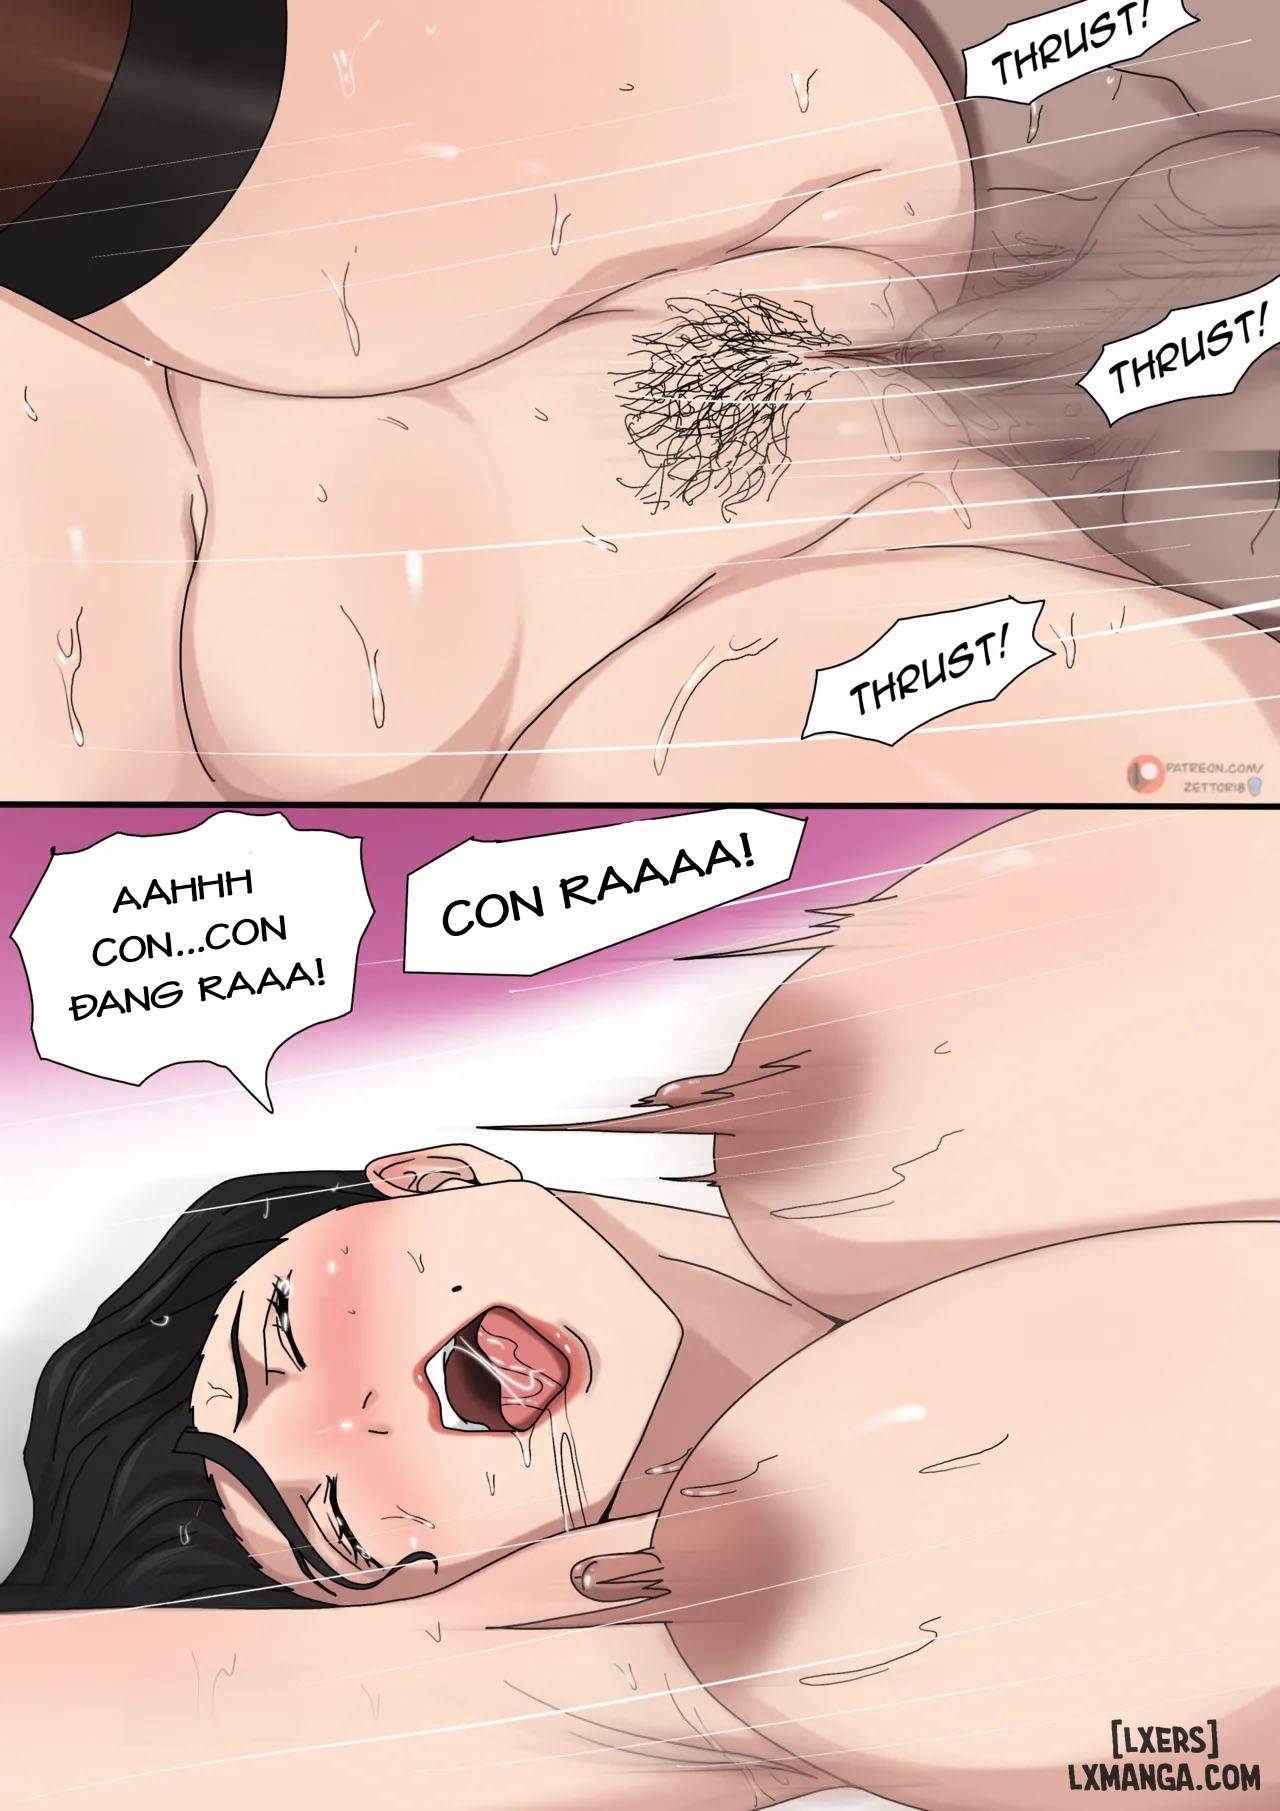 THRUST!
THRUST!
THRUST!
PATREON.COM/
ZETTOR18
AAHHH
CON...CON
ĐANG RAAA!
CON RAAAA!
[LXERS]
LXMANGA.COM